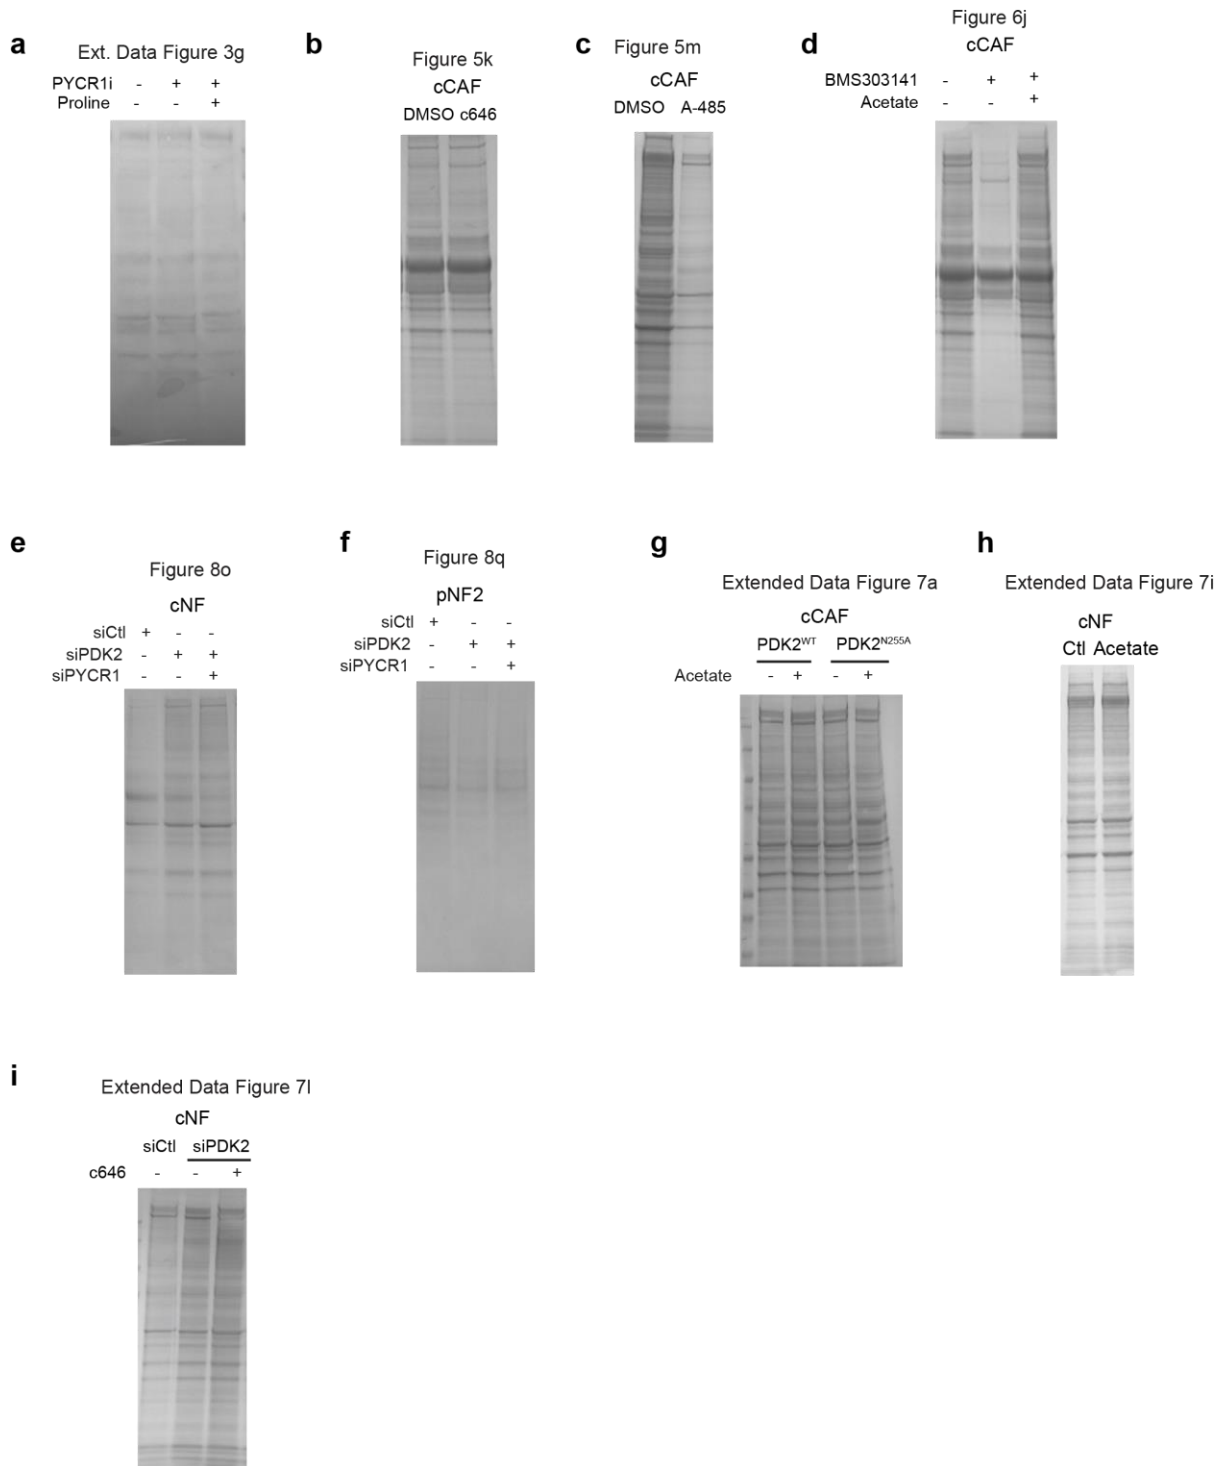 a
Ext. Data Figure 3g
PYCR1i - + +
Proline - - +
b
Figure 5k
cCAF
DMSO c646
c
Figure 5m
cCAF
DMSO A-485
d
Figure 6j
cCAF
BMS303141 - + +
Acetate - - +
e
Figure 8o
cNF
siCtl + - -
siPDK2 - + +
siPYCR1 - - +
f
Figure 8q
pNF2
siCtl + - -
siPDK2 - + +
siPYCR1 - - +
g
Extended Data Figure 7a
cCAF
PDK2WT PDK2N255A
Acetate - + - +
h
Extended Data Figure 7i
cNF
Ctl Acetate
i
Extended Data Figure 7l
cNF
siCtl siPDK2
c646 - - +